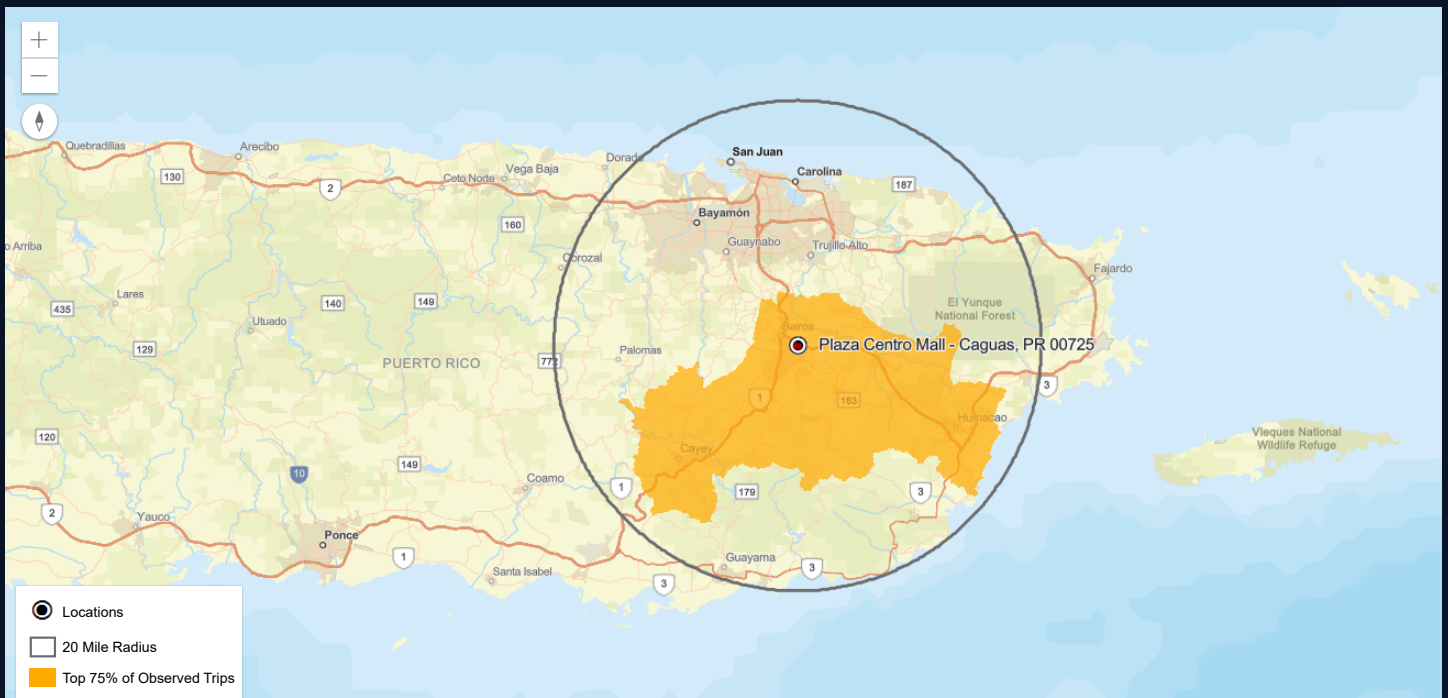 +
−
Quebradillas
Arecibo
130
2
Coto Norte
Vega Baja
Dorado
San Juan
Carolina
187
160
Bayamón
Guaynabo
Trujillo Alto
o Arriba
Corozal
Fajardo
Lares
435
140
149
Utuado
El Yunque
National Forest
Bairoa
Plaza Centro Mall - Caguas, PR 00725
129
PUERTO RICO
772
Palomas
3
1
183
Humacao
120
Vieques National
Wildlife Refuge
Cayey
149
10
Coamo
1
179
3
2
Yauco
Ponce
1
Guayama
3
Santa Isabel
3
Locations
20 Mile Radius
Top 75% of Observed Trips